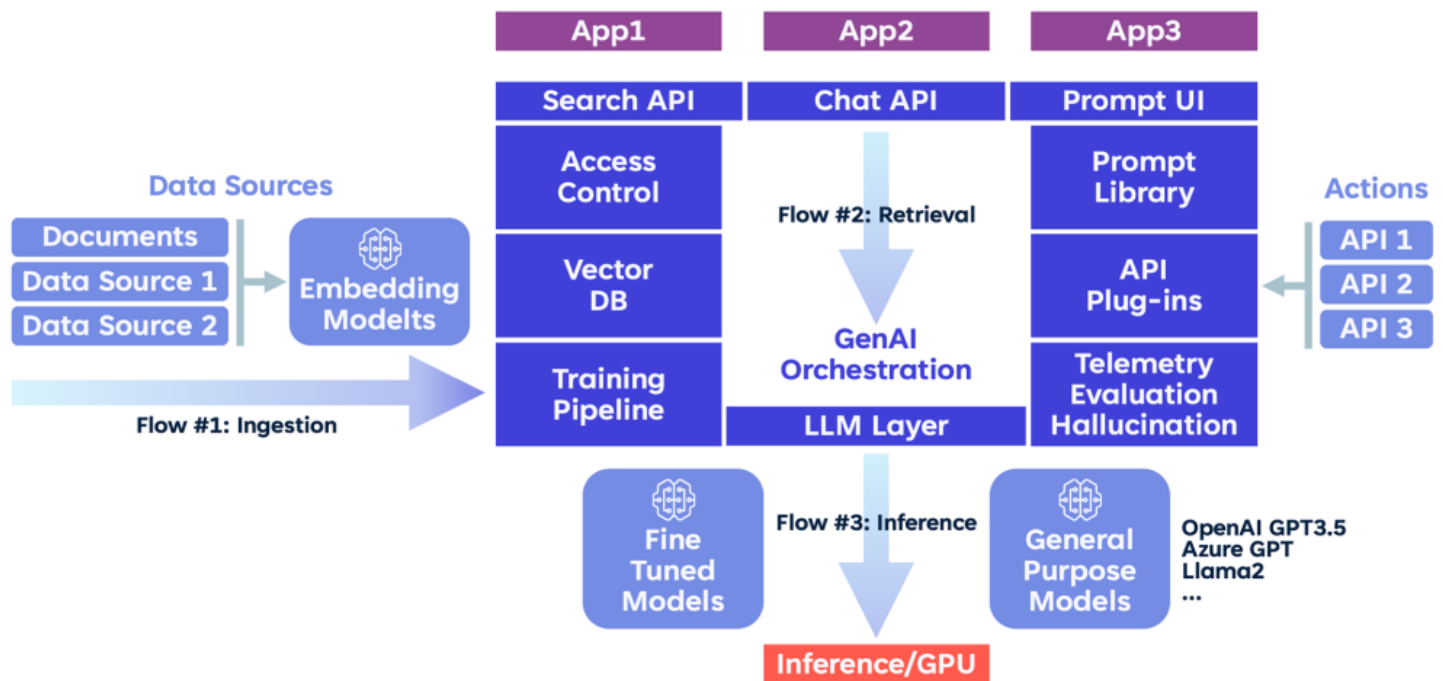 App1
App2
App3
Search API
Chat API
Prompt UI
Access
Control
Prompt
Library
Data Sources
Actions
Flow #2: Retrieval
Documents
Data Source 1
Data Source 2
Embedding
Modelts
Vector
DB
API
Plug-ins
API 1
API 2
API 3
GenAI
Orchestration
Training
Pipeline
Telemetry
Evaluation
Hallucination
Flow #1: Ingestion
LLM Layer
Fine
Tuned
Models
Flow #3: Inference
General
Purpose
Models
OpenAI GPT3.5
Azure GPT
Llama2
...
Inference/GPU